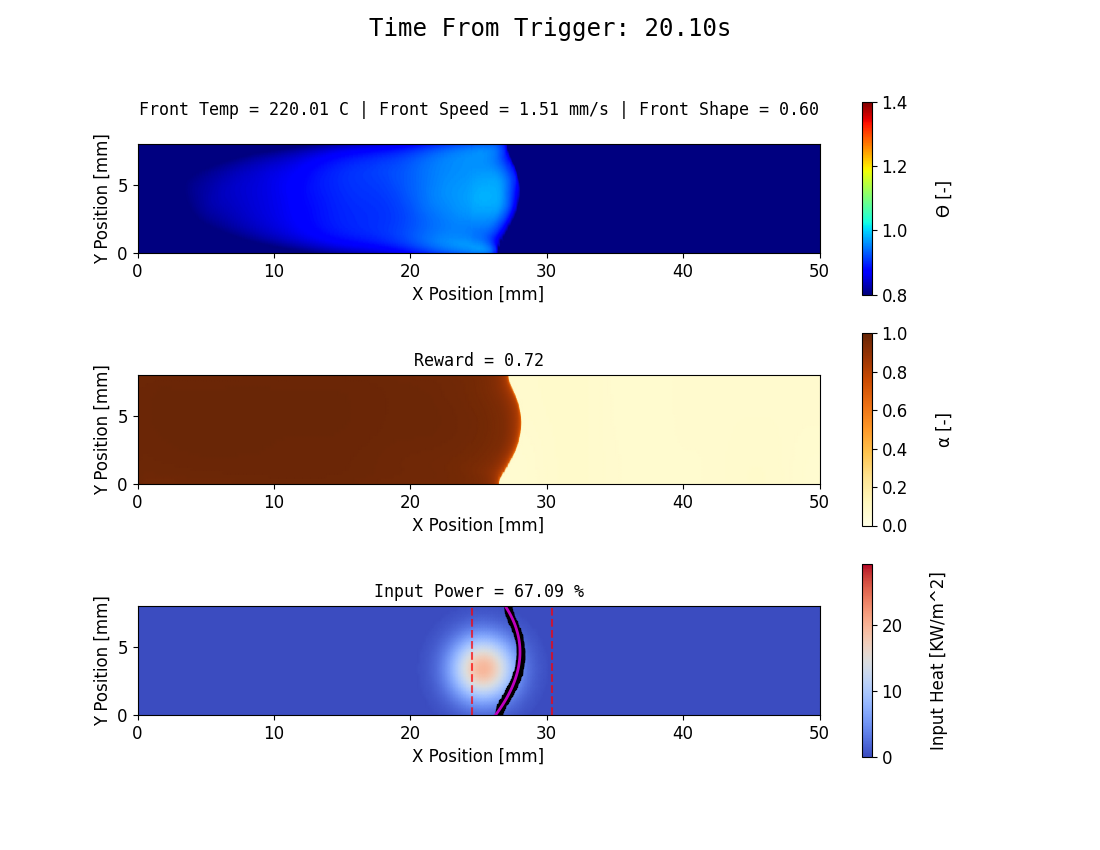 Time From Trigger: 20.10s
Front Temp = 220.01 C | Front Speed = 1.51 mm/s | Front Shape = 0.60
Y Position [mm]
5
0
0 10 20 30 40 50
X Position [mm]
1.4
1.2
1.0
0.8
Θ [-]
Reward = 0.72
Y Position [mm]
5
0
0 10 20 30 40 50
X Position [mm]
1.0
0.8
0.6
0.4
0.2
0.0
α [-]
Input Power = 67.09 %
Y Position [mm]
5
0
0 10 20 30 40 50
X Position [mm]
20
10
0
Input Heat [KW/m^2]